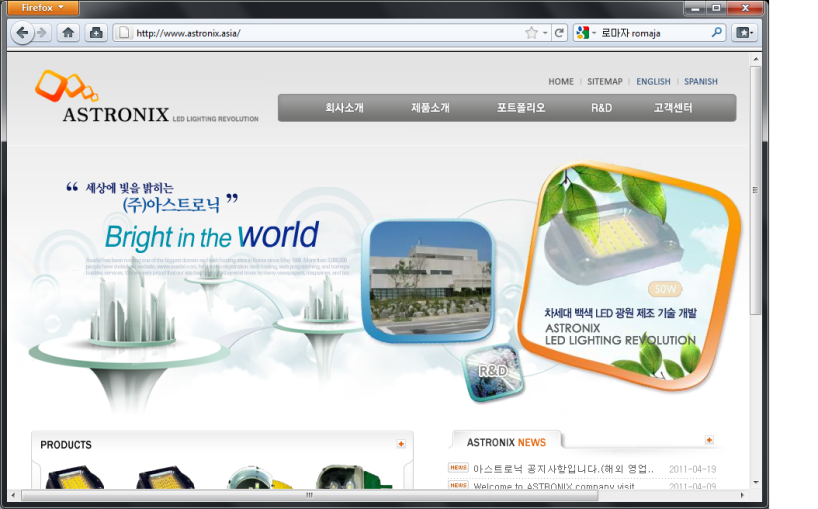 Firefox
http://www.astronix.asia/
로마자 romaja
HOME | SITEMAP | ENGLISH | SPANISH
ASTRONIX LED LIGHTING REVOLUTION
회사소개 제품소개 포트폴리오 R&D 고객센터
“ 세상에 빛을 밝히는
(주)아스트로닉 ”
Bright in the world
50W
차세대 백색 LED 광원 제조 기술 개발
ASTRONIX
LED LIGHTING REVOLUTION
R&D
PRODUCTS
ASTRONIX NEWS
NEWS 아스트로닉 공지사항입니다.(해외 영업.. 2011-04-19
NEWS Welcome to ASTRONIX company visit 2011-04-09